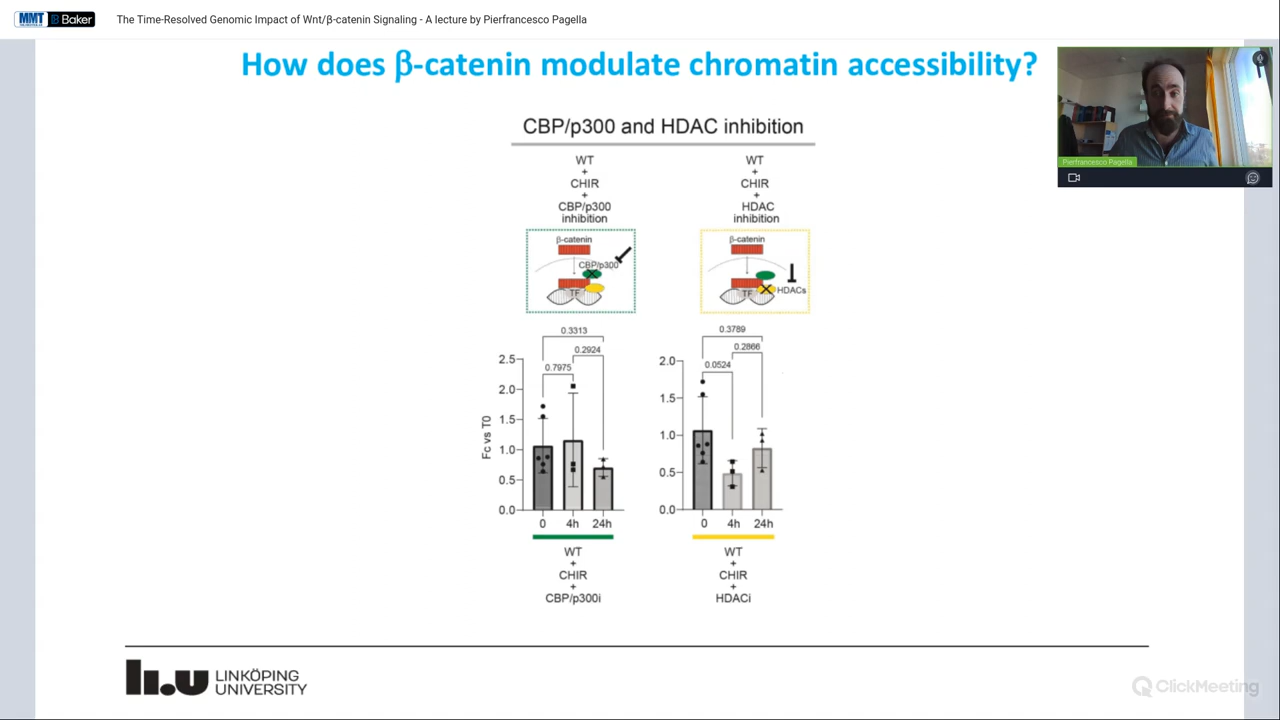 MMT Baker
The Time-Resolved Genomic Impact of Wnt/β-catenin Signaling - A lecture by Pierfrancesco Pagella
How does β-catenin modulate chromatin accessibility?
Pierfrancesco Pagella
CBP/p300 and HDAC inhibition
WT
+
CHIR
+
CBP/p300
inhibition
β-catenin
CBP/p300
TF
WT
+
CHIR
+
HDAC
inhibition
β-catenin
TF
HDACs
0.3313
0.2924
0.7975
2.5
2.0
1.5
1.0
0.5
0.0
Fc vs T0
0 4h 24h
WT
+
CHIR
+
CBP/p300i
0.3789
0.2866
0.0524
2.0
1.5
1.0
0.5
0.0
0 4h 24h
WT
+
CHIR
+
HDACi
LINKÖPING
UNIVERSITY
ClickMeeting